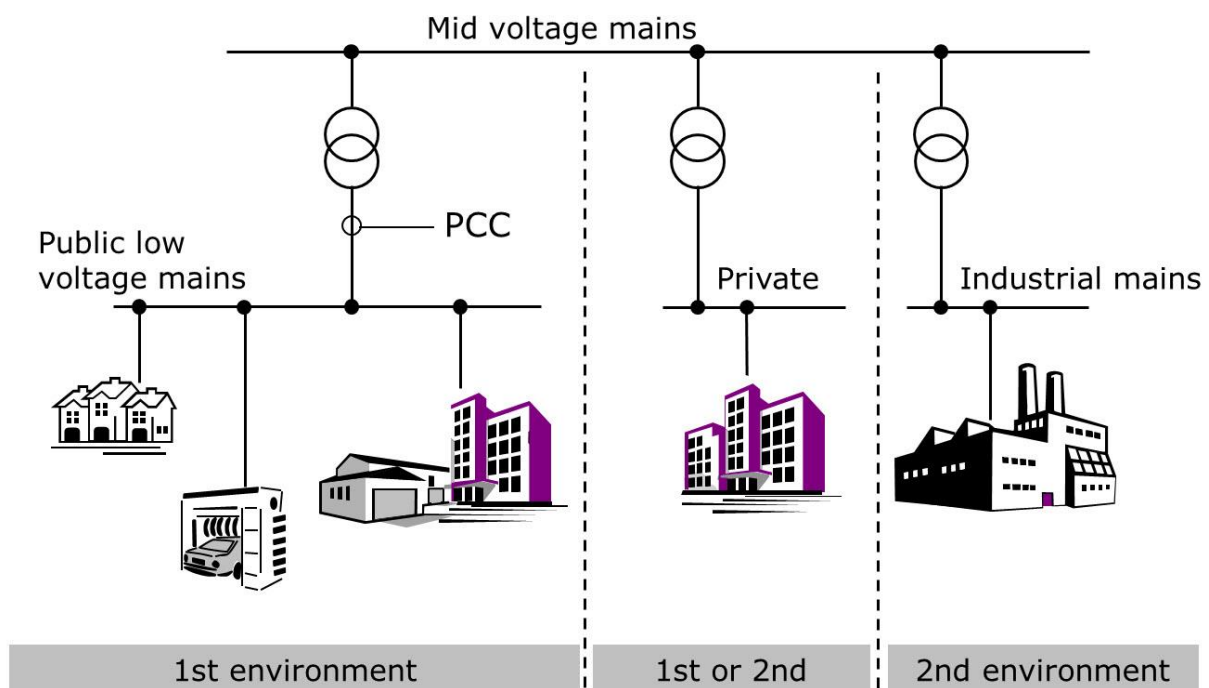 Mid voltage mains
PCC
Public low
voltage mains
Private
Industrial mains
1st environment
1st or 2nd
2nd environment